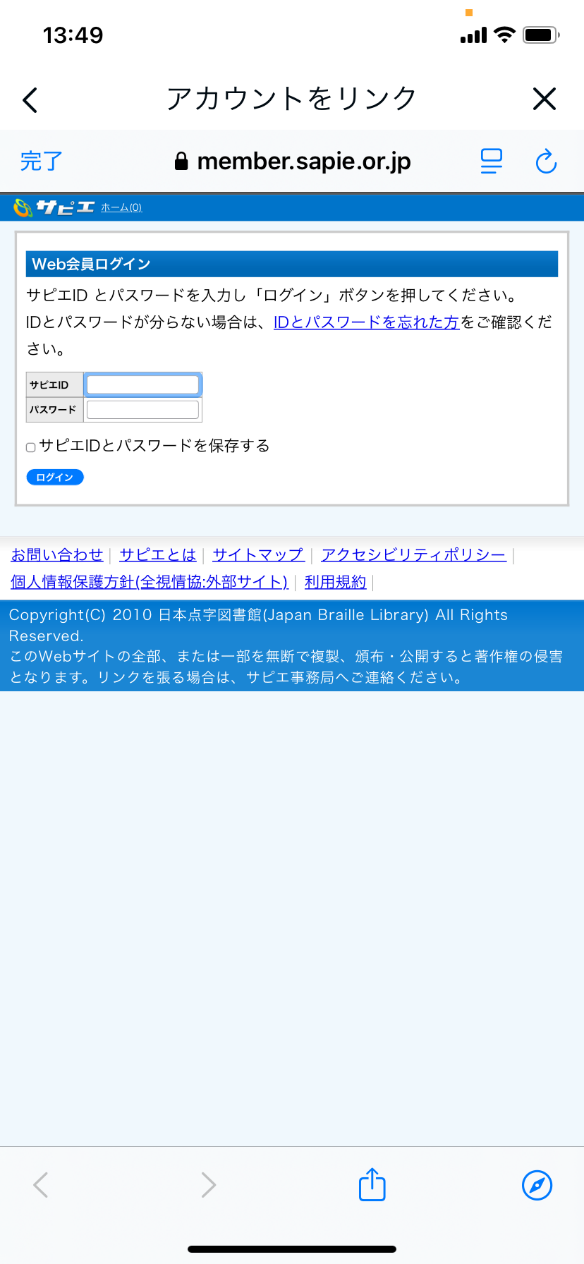 13:49
アカウントをリンク
完了
member.sapie.or.jp
サピエ ホーム(0)
Web会員ログイン
サピエID とパスワードを入力し「ログイン」ボタンを押してください。
IDとパスワードが分らない場合は、IDとパスワードを忘れた方をご確認くだ
さい。
サピエID
パスワード
サピエIDとパスワードを保存する
ログイン
お問い合わせ | サピエとは | サイトマップ | アクセシビリティポリシー |
個人情報保護方針(全視情協:外部サイト) | 利用規約 |
Copyright(C) 2010 日本点字図書館(Japan Braille Library) All Rights
Reserved.
このWebサイトの全部、または一部を無断で複製、頒布・公開すると著作権の侵害
となります。リンクを張る場合は、サピエ事務局へご連絡ください。